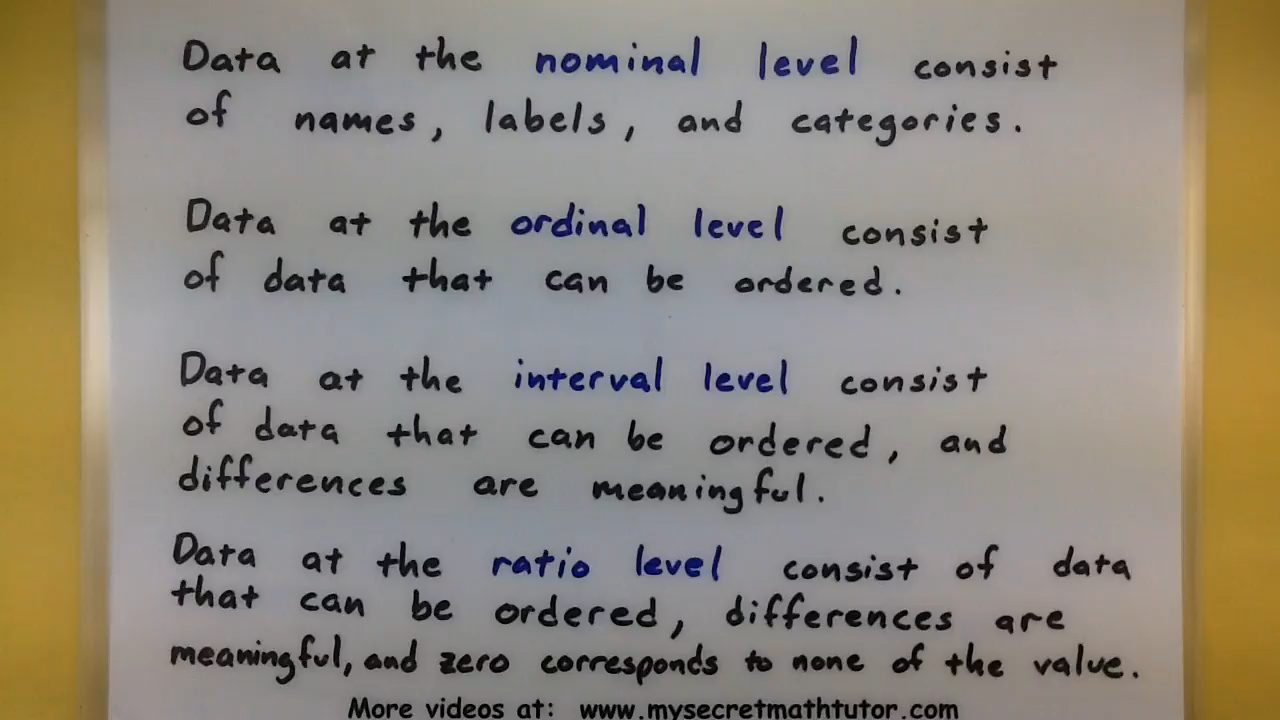 Data at the nominal level consist
of names, labels, and categories.
Data at the ordinal level consist
of data that can be ordered.
Data at the interval level consist
of data that can be ordered, and
differences are meaningful.
Data at the ratio level consist of data
that can be ordered, differences are
meaningful, and zero corresponds to none of the value.
More videos at: www.mysecretmathtutor.com